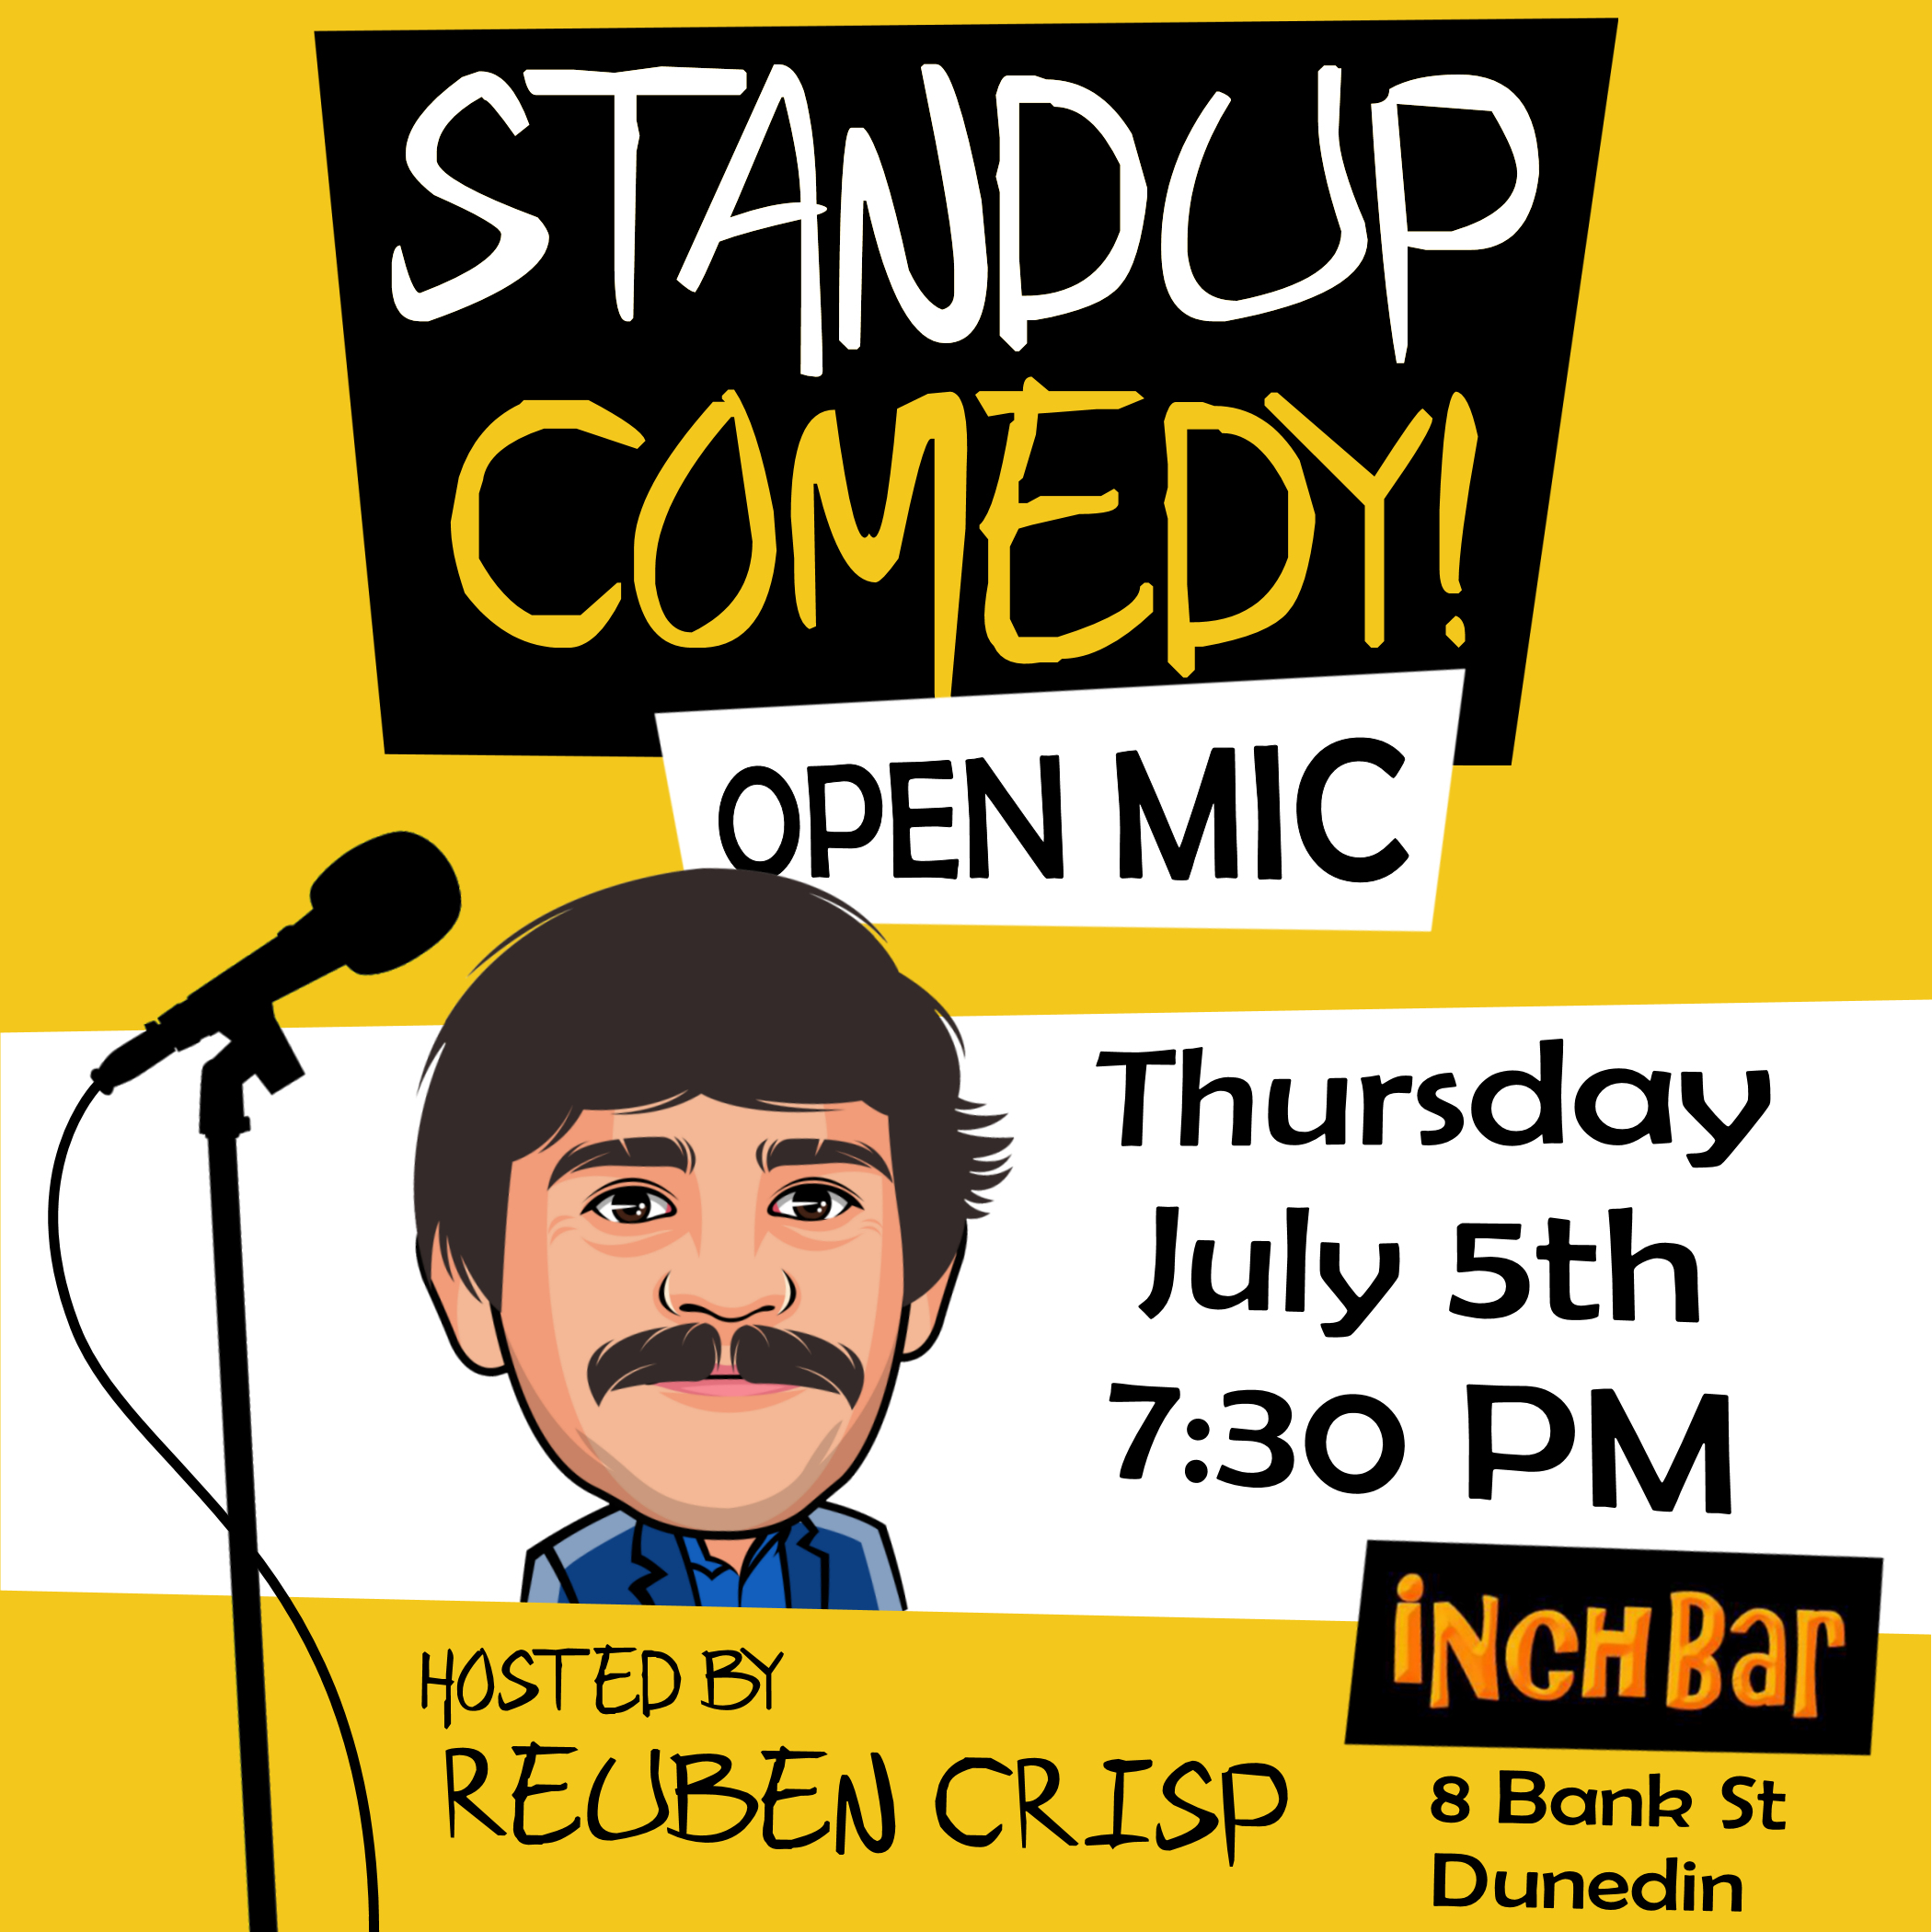 STANDUP
COMEDY!
OPEN MIC
Thursday
July 5th
7:30 PM
iNCH Bar
HOSTED BY
REUBEN CRISP
8 Bank St
Dunedin